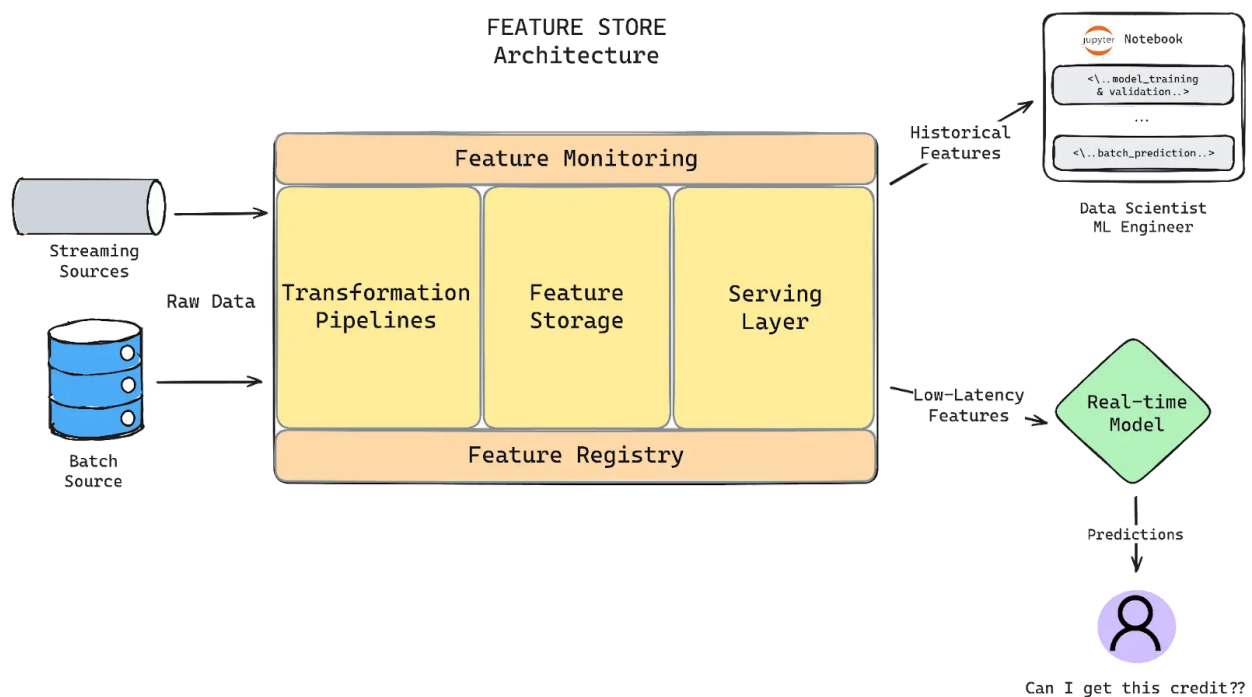 FEATURE STORE
Architecture
jupyter Notebook
<\..model_training
& validation..>
...
<\..batch_prediction..>
Data Scientist
ML Engineer
Historical
Features
Feature Monitoring
Streaming
Sources
Raw Data
Transformation
Pipelines
Feature
Storage
Serving
Layer
Batch
Source
Feature Registry
Low-Latency
Features
Real-time
Model
Predictions
Can I get this credit??